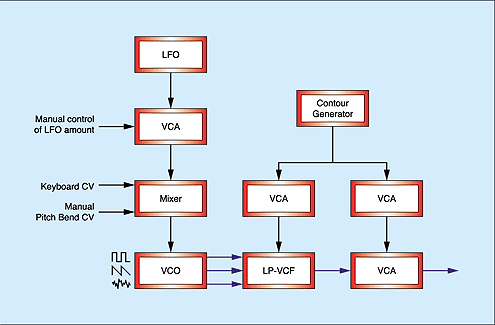 LFO
Contour
Generator
Manual control
of LFO amount
VCA
Keyboard CV
Manual
Pitch Bend CV
Mixer
VCA
VCA
VCO
LP-VCF
VCA